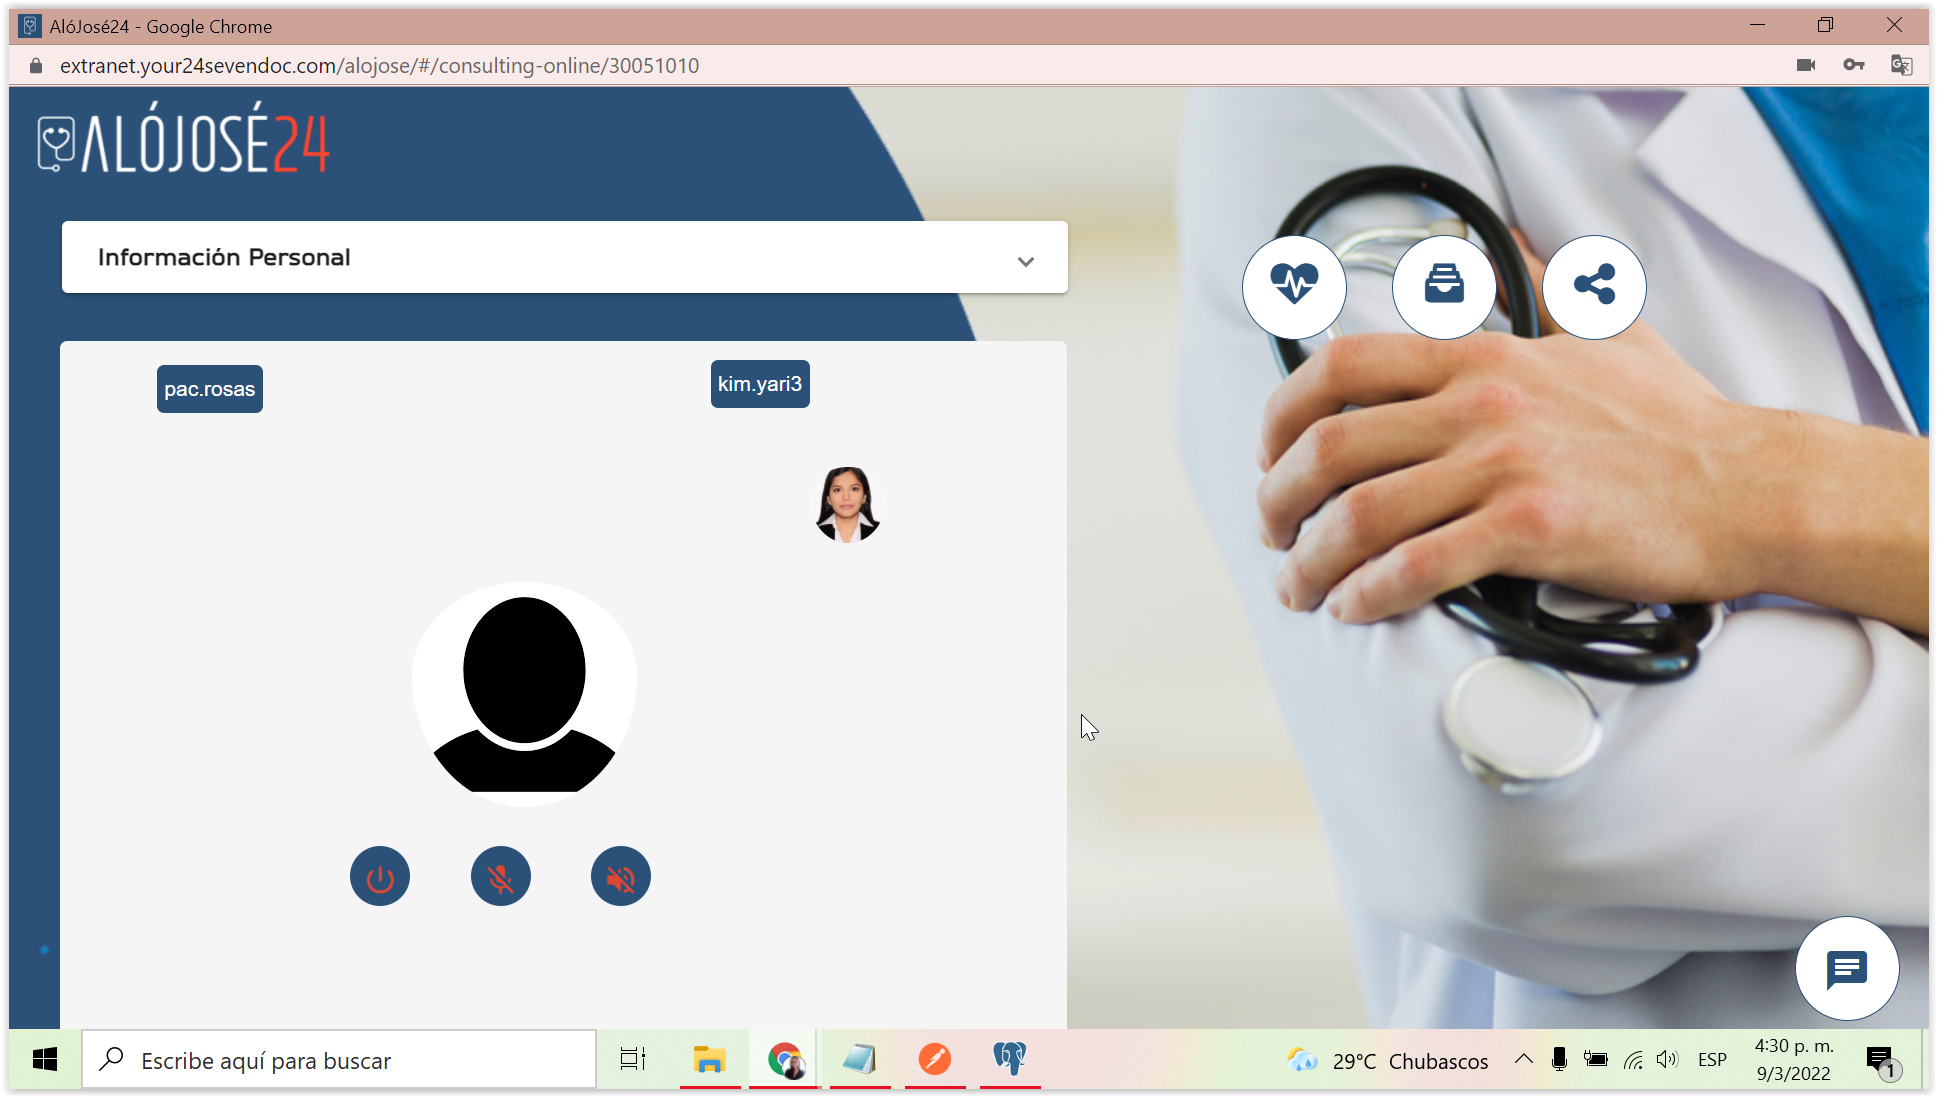 AlóJosé24 - Google Chrome
extranet.your24sevendoc.com/alojose/#/consulting-online/30051010
ALÓJOSÉ24
Información Personal
pac.rosas
kim.yari3
Escribe aquí para buscar
29°C Chubascos
ESP
4:30 p. m.
9/3/2022
1